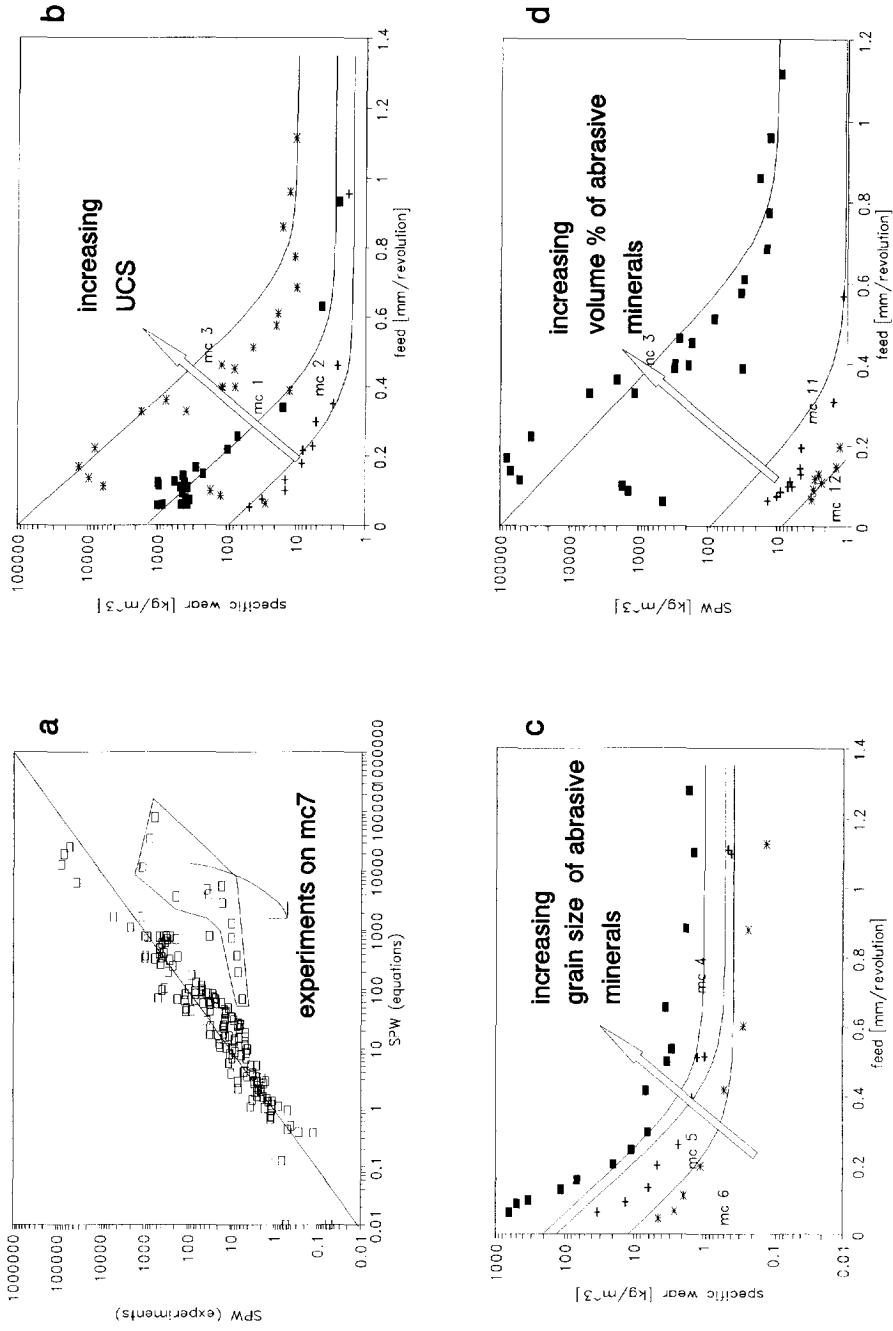 a
1000000
10000
1000
100
10
1
0.1
0.01
SPW (experiments)
0.01
0.1
1
10
100
1000
10000
1000001000000
SPW (equations)
experiments on mc7
b
100000
10000
1000
100
10
1
specific wear [kg/m^3]
0
0.2
0.4
0.6
0.8
1
1.2
1.4
feed [mm/revolution]
increasing
UCS
mc 3
mc 1
mc 2
c
1000
100
10
1
0.1
0.01
specific wear [kg/m^3]
0
0.2
0.4
0.6
0.8
1
1.2
1.4
feed [mm/revolution]
increasing
grain size of abrasive
minerals
mc 4
mc 5
mc 6
d
100000
10000
1000
100
10
1
SPW [kg/m^3]
0
0.2
0.4
0.6
0.8
1
1.2
feed [mm/revolution]
increasing
volume % of abrasive
minerals
mc 3
mc 11
mc 12